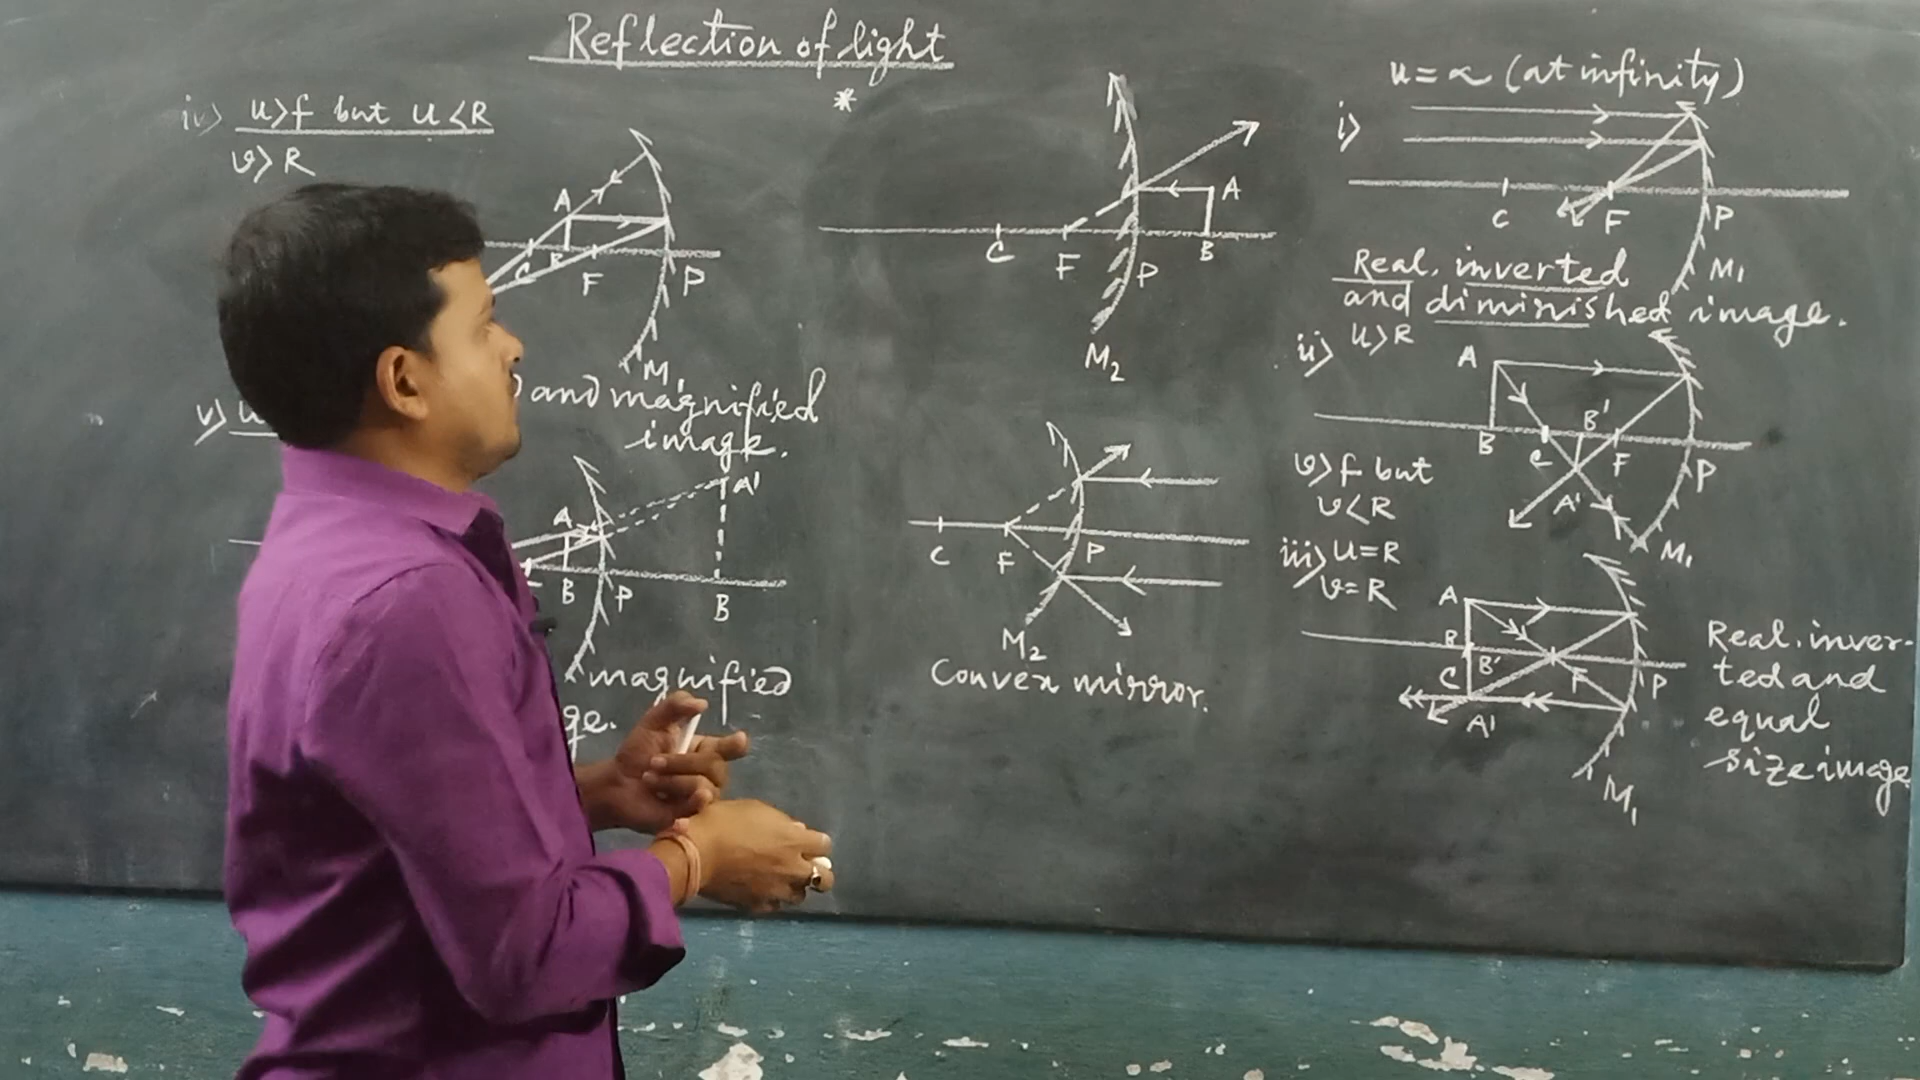 Reflection of light
*
iv) u>f but u<R
v>R
A
C
B
F
P
M1
and magnified
image.
v) u
A
A'
B
P
B
magnified
ge.
A
C
F
P
B
M2
C
F
P
M2
Convex mirror.
u=∝ (at infinity)
i)
C
F
P
M1
Real, inverted
and diminished image.
ii) u>R
A
B'
B
C
F
P
A'
M1
v>f but
v<R
iii) u=R
v=R
A
B
C
B'
F
P
A'
M1
Real, inver-
ted and
equal
size image